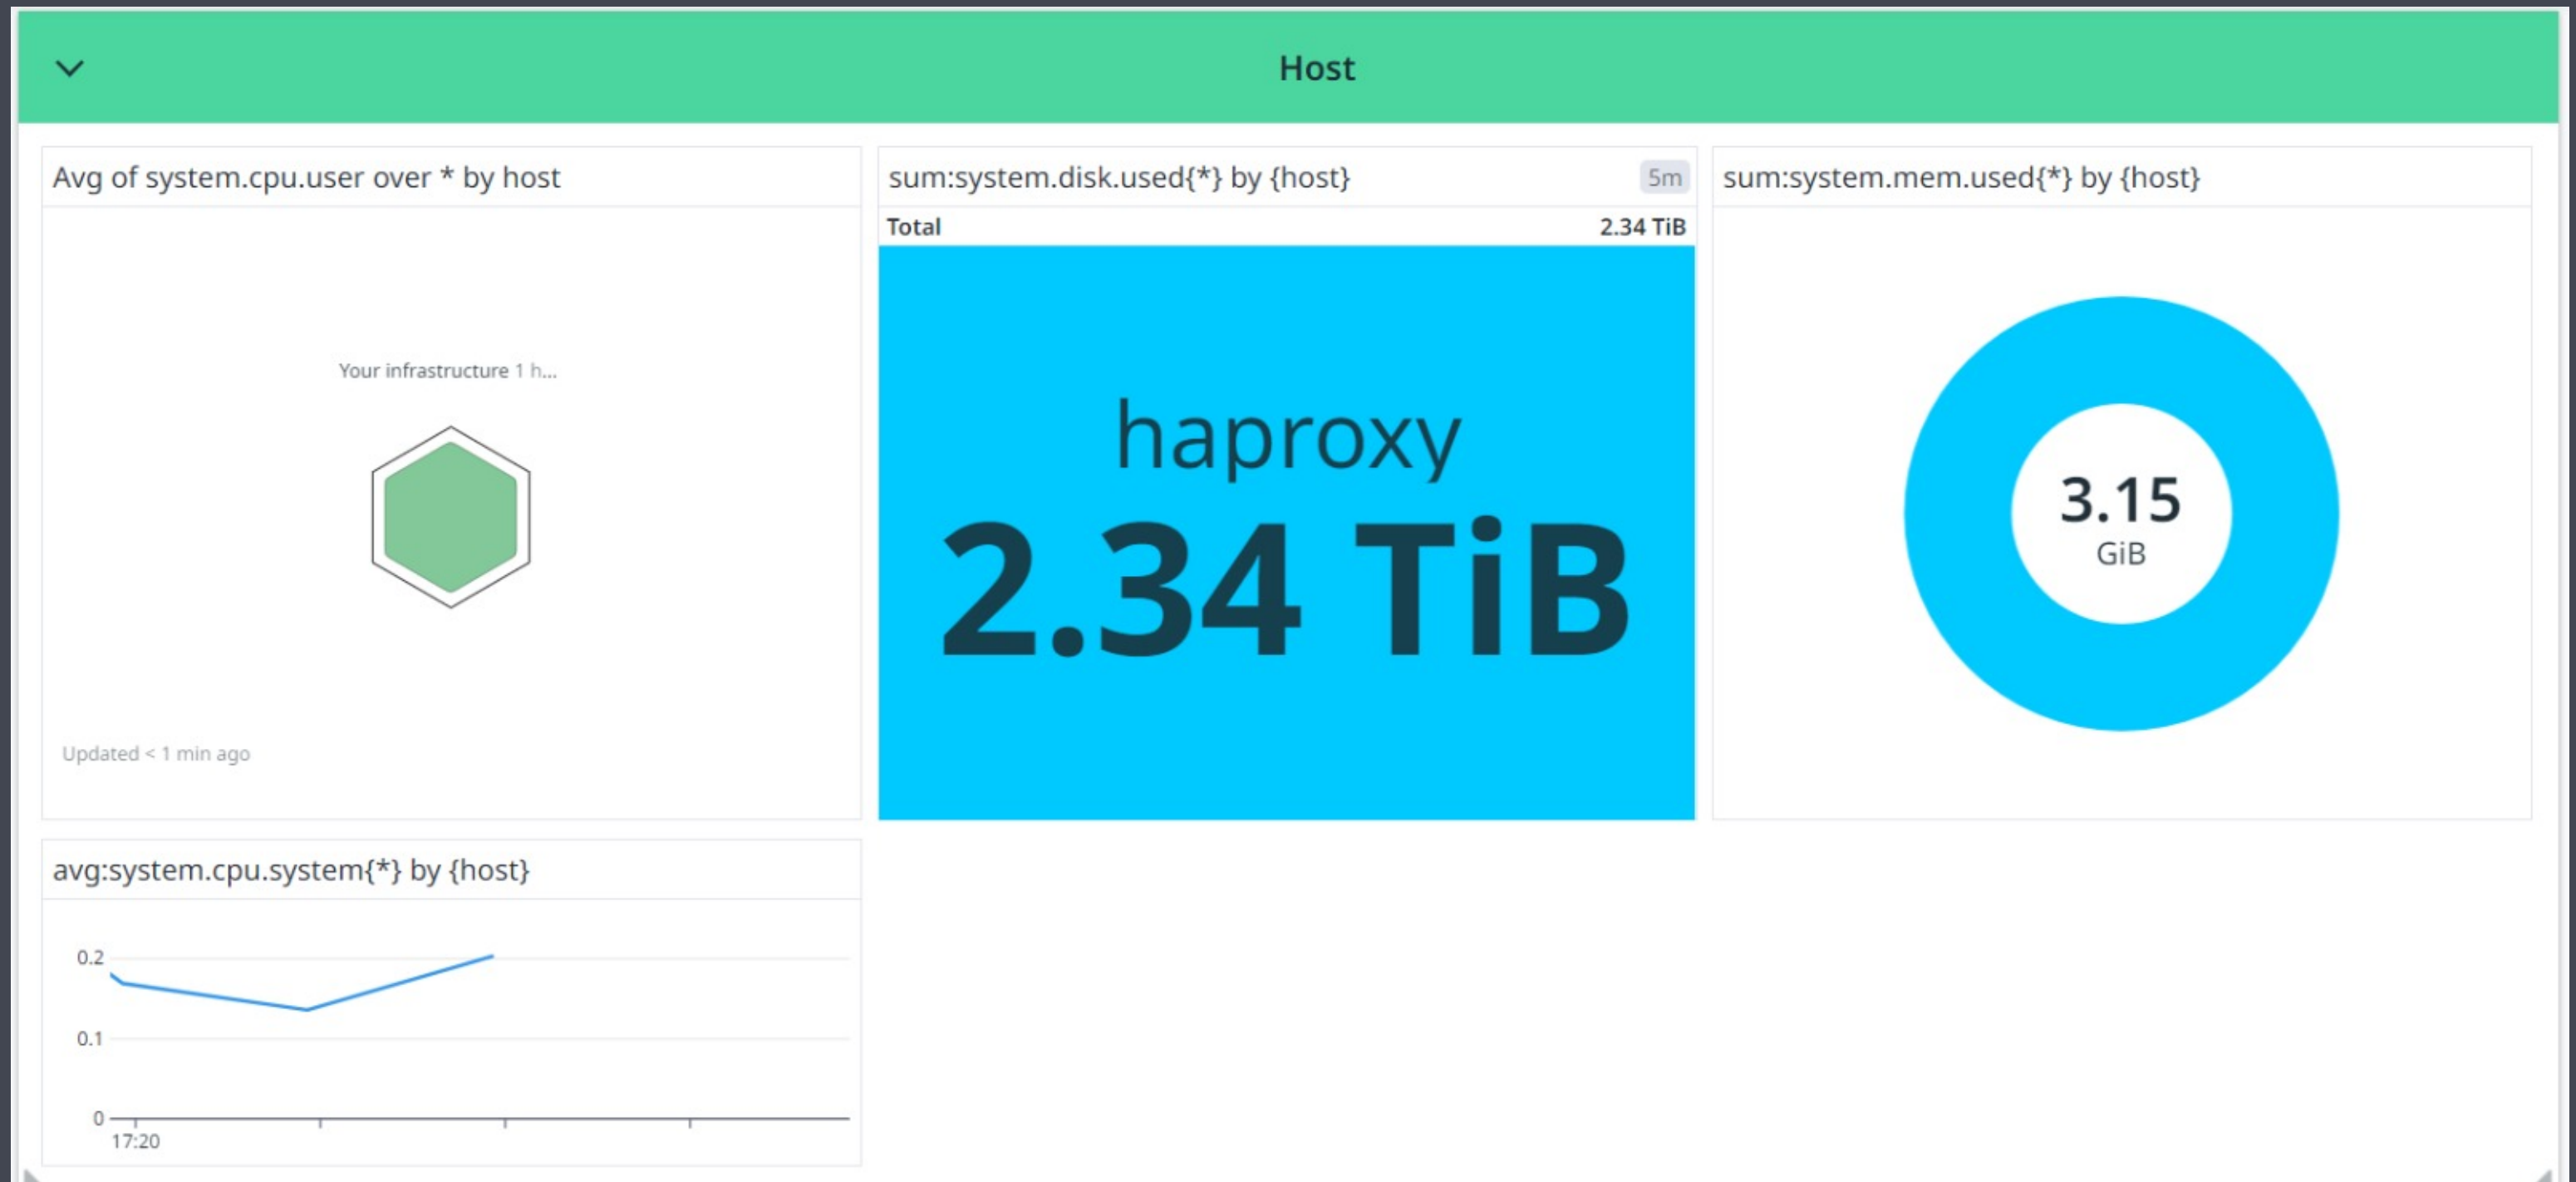 Host
Avg of system.cpu.user over * by host
Your infrastructure 1 h...
Updated < 1 min ago
sum:system.disk.used{*} by {host}
5m
Total 2.34 TiB
haproxy
2.34 TiB
sum:system.mem.used{*} by {host}
3.15
GiB
avg:system.cpu.system{*} by {host}
0.2
0.1
0
17:20